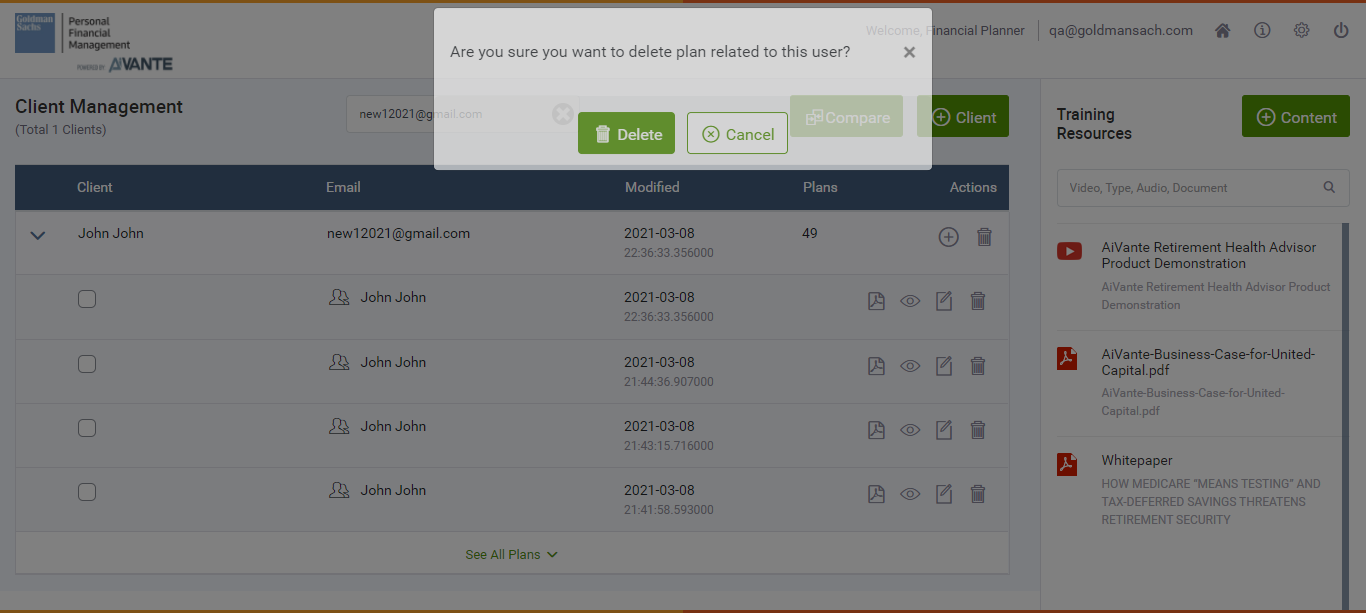 Goldman
Sachs
Personal
Financial
Management
POWERED BY AIVANTE
Welcome, Financial Planner
qa@goldmansach.com
Are you sure you want to delete plan related to this user?
×
Delete
Cancel
Client Management
(Total 1 Clients)
new12021@gmail.com
Compare
Client
Training
Resources
Content
Client Email Modified Plans Actions
John John new12021@gmail.com 2021-03-08 49
22:36:33.356000
John John 2021-03-08
22:36:33.356000
John John 2021-03-08
21:44:36.907000
John John 2021-03-08
21:43:15.716000
John John 2021-03-08
21:41:58.593000
See All Plans
Video, Type, Audio, Document
AiVante Retirement Health Advisor
Product Demonstration
AiVante Retirement Health Advisor Product
Demonstration
AiVante-Business-Case-for-United-
Capital.pdf
AiVante-Business-Case-for-United-
Capital.pdf
Whitepaper
HOW MEDICARE “MEANS TESTING” AND
TAX-DEFERRED SAVINGS THREATENS
RETIREMENT SECURITY